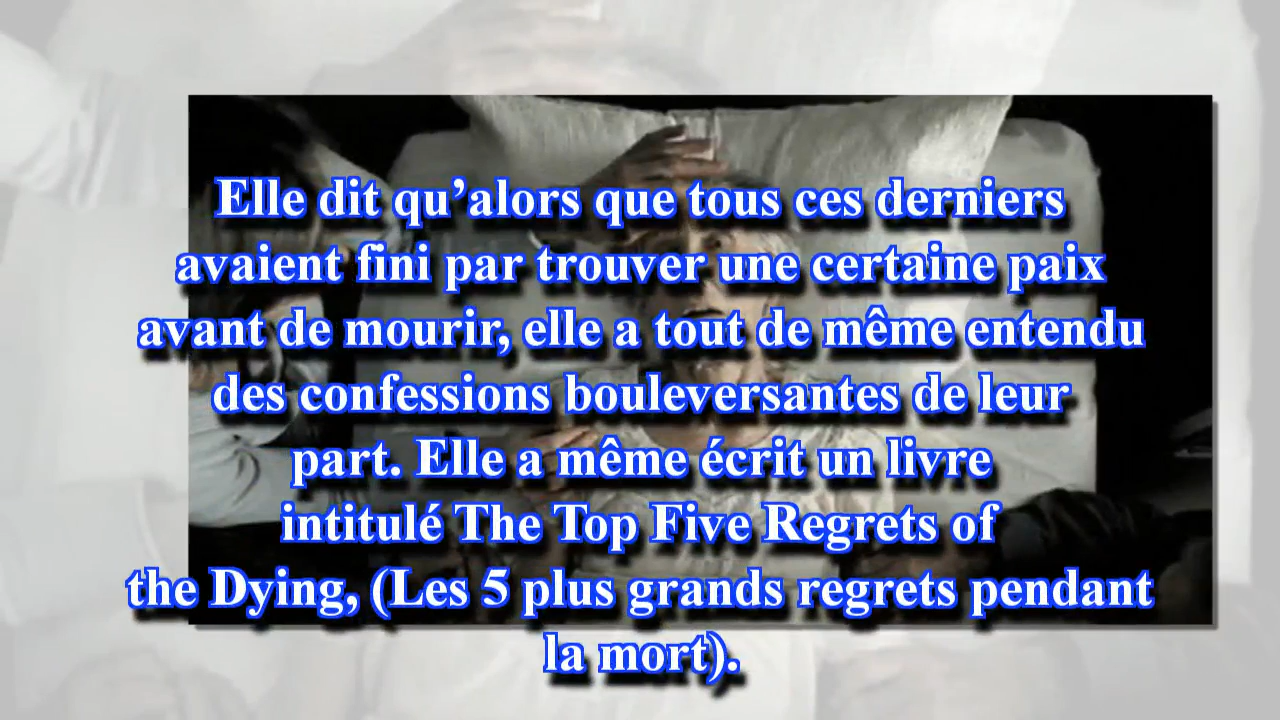 Elle dit qu’alors que tous ces derniers
avaient fini par trouver une certaine paix
avant de mourir, elle a tout de même entendu
des confessions bouleversantes de leur
part. Elle a même écrit un livre
intitulé The Top Five Regrets of
the Dying, (Les 5 plus grands regrets pendant
la mort).